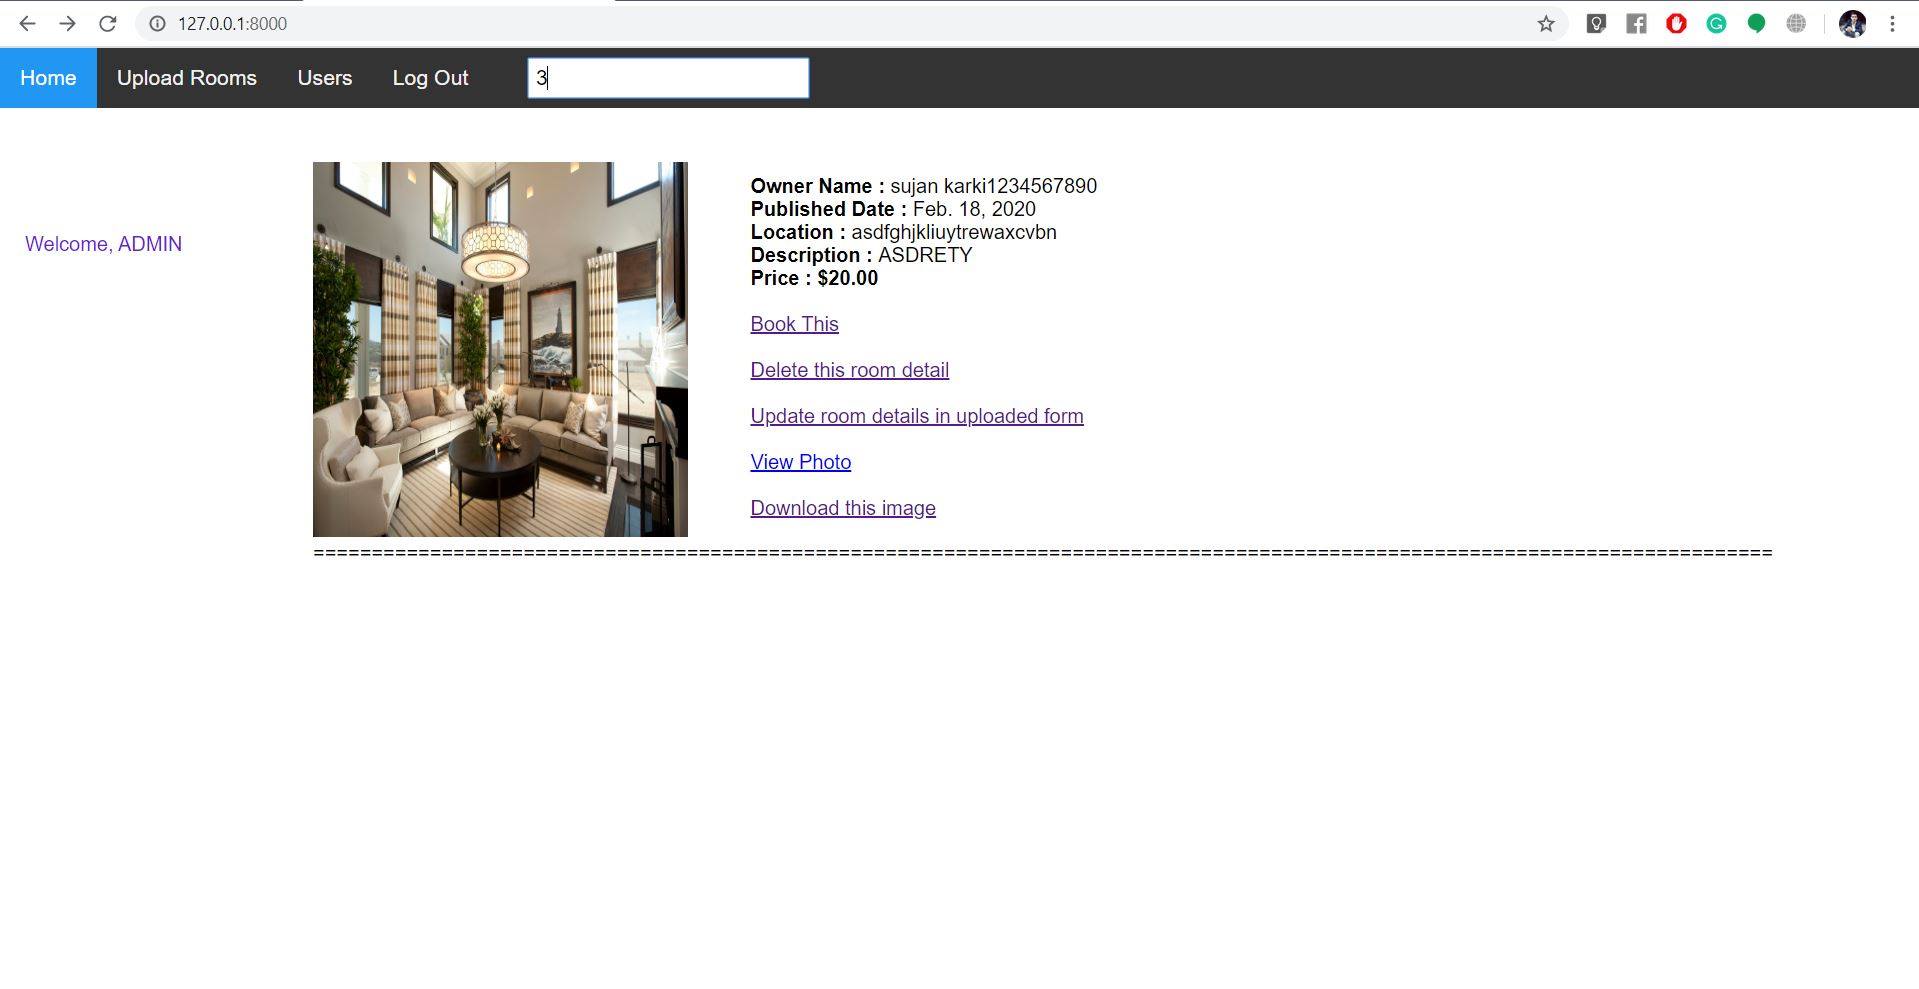 127.0.0.1:8000
Home Upload Rooms Users Log Out 3
Welcome, ADMIN
Owner Name : sujan karki1234567890
Published Date : Feb. 18, 2020
Location : asdfghjkliuytrewaxcvbn
Description : ASDRETY
Price : $20.00
Book This
Delete this room detail
Update room details in uploaded form
View Photo
Download this image